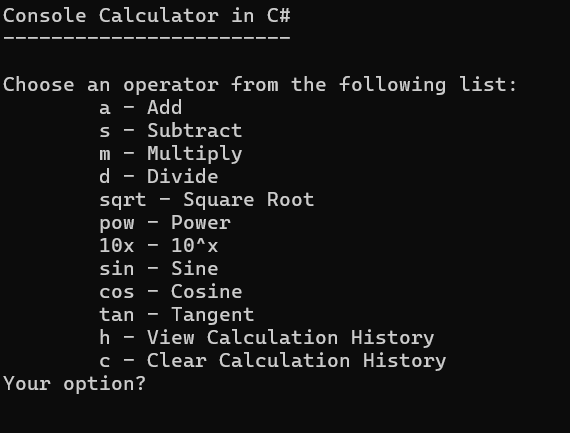 Console Calculator in C#
------------------------
Choose an operator from the following list:
a - Add
s - Subtract
m - Multiply
d - Divide
sqrt - Square Root
pow - Power
10x - 10^x
sin - Sine
cos - Cosine
tan - Tangent
h - View Calculation History
c - Clear Calculation History
Your option?